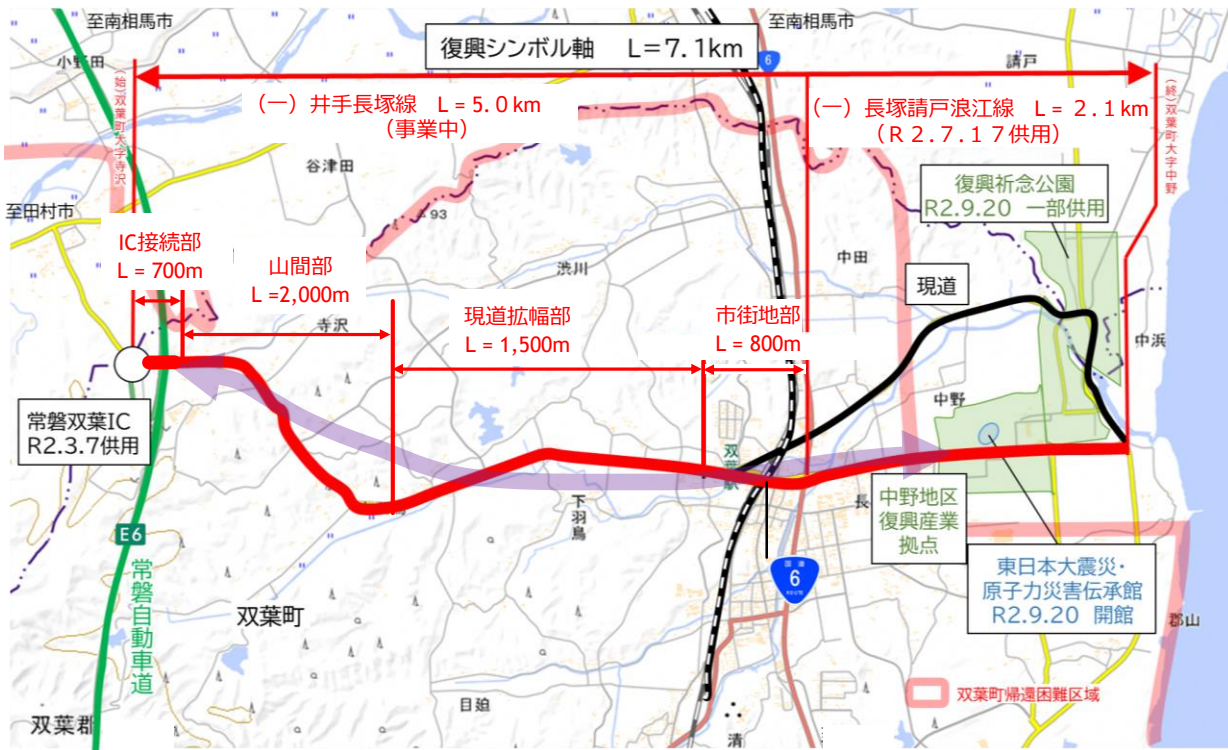 至南相馬市
至南相馬市
小野田
復興シンボル軸 L=7.1km
6
請戸
(始)双葉町大字寺沢
(一)井手長塚線 L=5.0km
(事業中)
(一)長塚請戸浪江線 L=2.1km
(R2.7.17供用)
(終)双葉町大字中野
谷津田
復興祈念公園
R2.9.20 一部供用
至田村市
93
IC接続部
L=700m
山間部
L=2,000m
渋川
中田
現道
寺沢
現道拡幅部
L=1,500m
市街地部
L=800m
中浜
中野
常磐双葉IC
R2.3.7供用
双葉駅
長
中野地区
復興産業
拠点
下羽鳥
E6
常磐自動車道
国道
6
ROUTE
東日本大震災・
原子力災害伝承館
R2.9.20 開館
双葉町
郡山
目廹
双葉町帰還困難区域
双葉郡
清